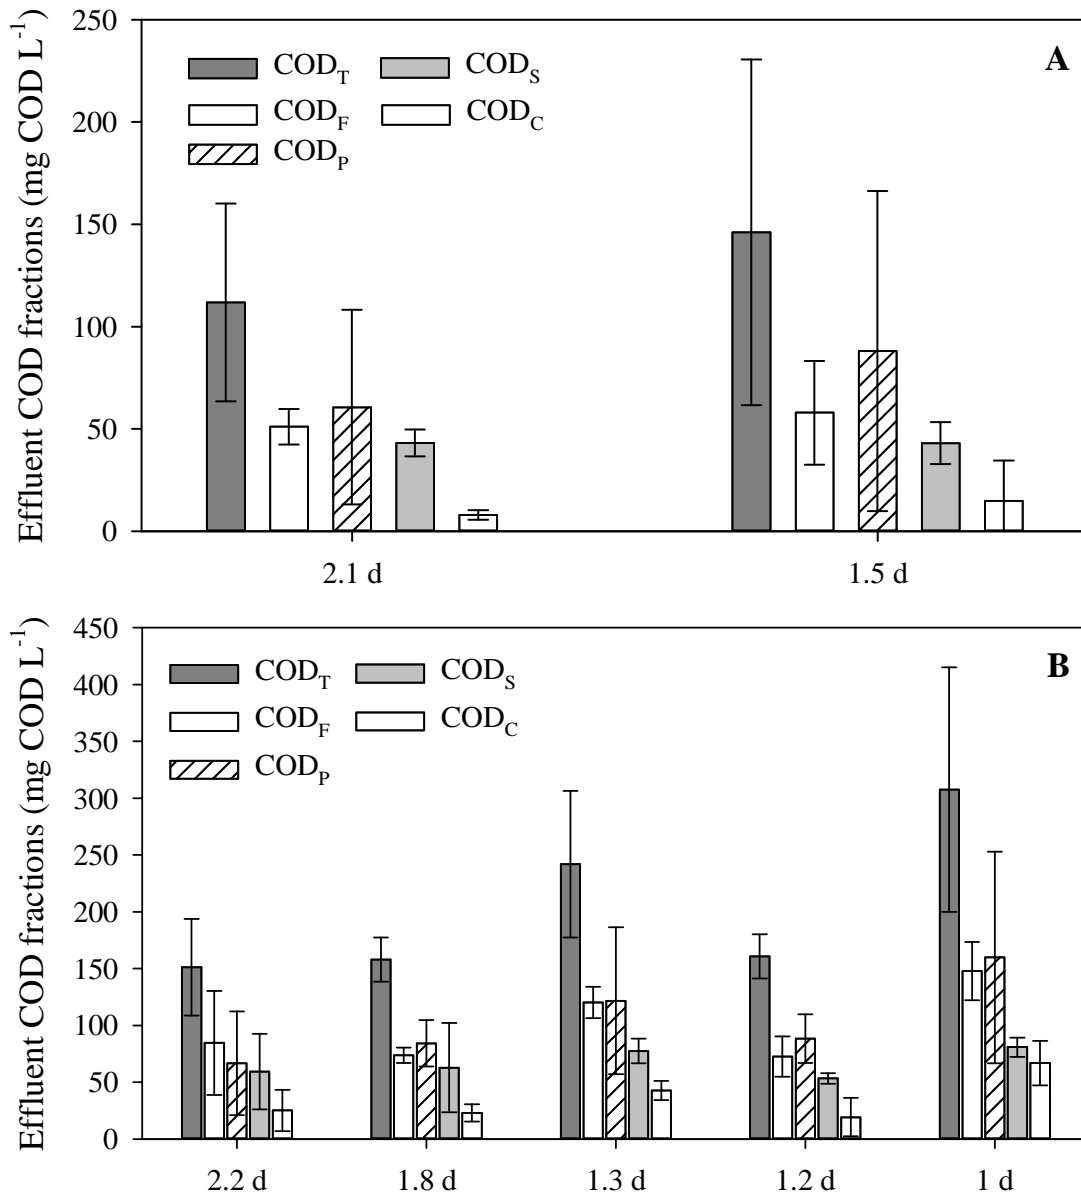 Effluent COD fractions (mg COD L⁻¹)
250
200
150
100
50
0
COD_T COD_S
COD_F COD_C
COD_P
A
2.1 d 1.5 d
Effluent COD fractions (mg COD L⁻¹)
450
400
350
300
250
200
150
100
50
0
COD_T COD_S
COD_F COD_C
COD_P
B
2.2 d 1.8 d 1.3 d 1.2 d 1 d